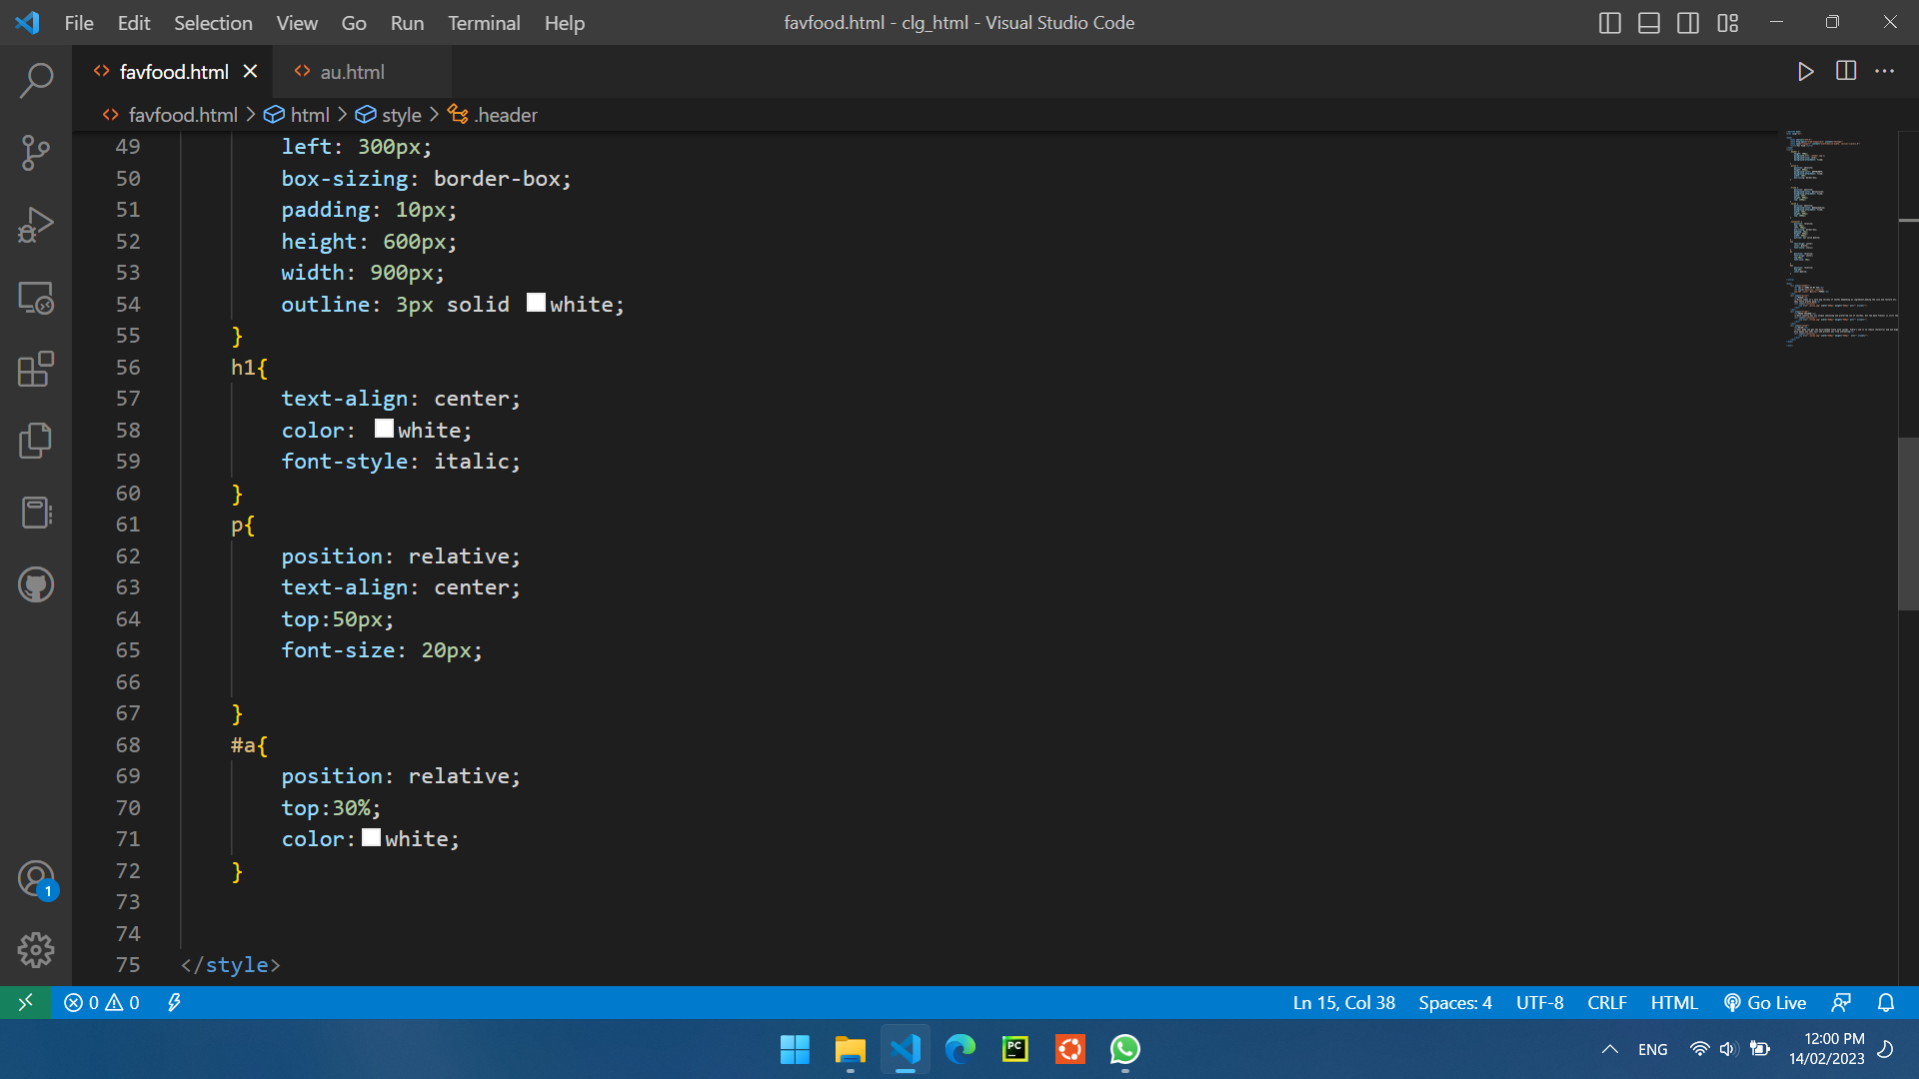 File Edit Selection View Go Run Terminal Help favfood.html - clg_html - Visual Studio Code
favfood.html au.html
favfood.html > html > style > .header
49 left: 300px;
50 box-sizing: border-box;
51 padding: 10px;
52 height: 600px;
53 width: 900px;
54 outline: 3px solid white;
55 }
56 h1{
57 text-align: center;
58 color: white;
59 font-style: italic;
60 }
61 p{
62 position: relative;
63 text-align: center;
64 top:50px;
65 font-size: 20px;
66
67 }
68 #a{
69 position: relative;
70 top:30%;
71 color:white;
72 }
73
74
75 </style>
1
0 0 Ln 15, Col 38 Spaces: 4 UTF-8 CRLF HTML Go Live
PC ENG 12:00 PM
14/02/2023